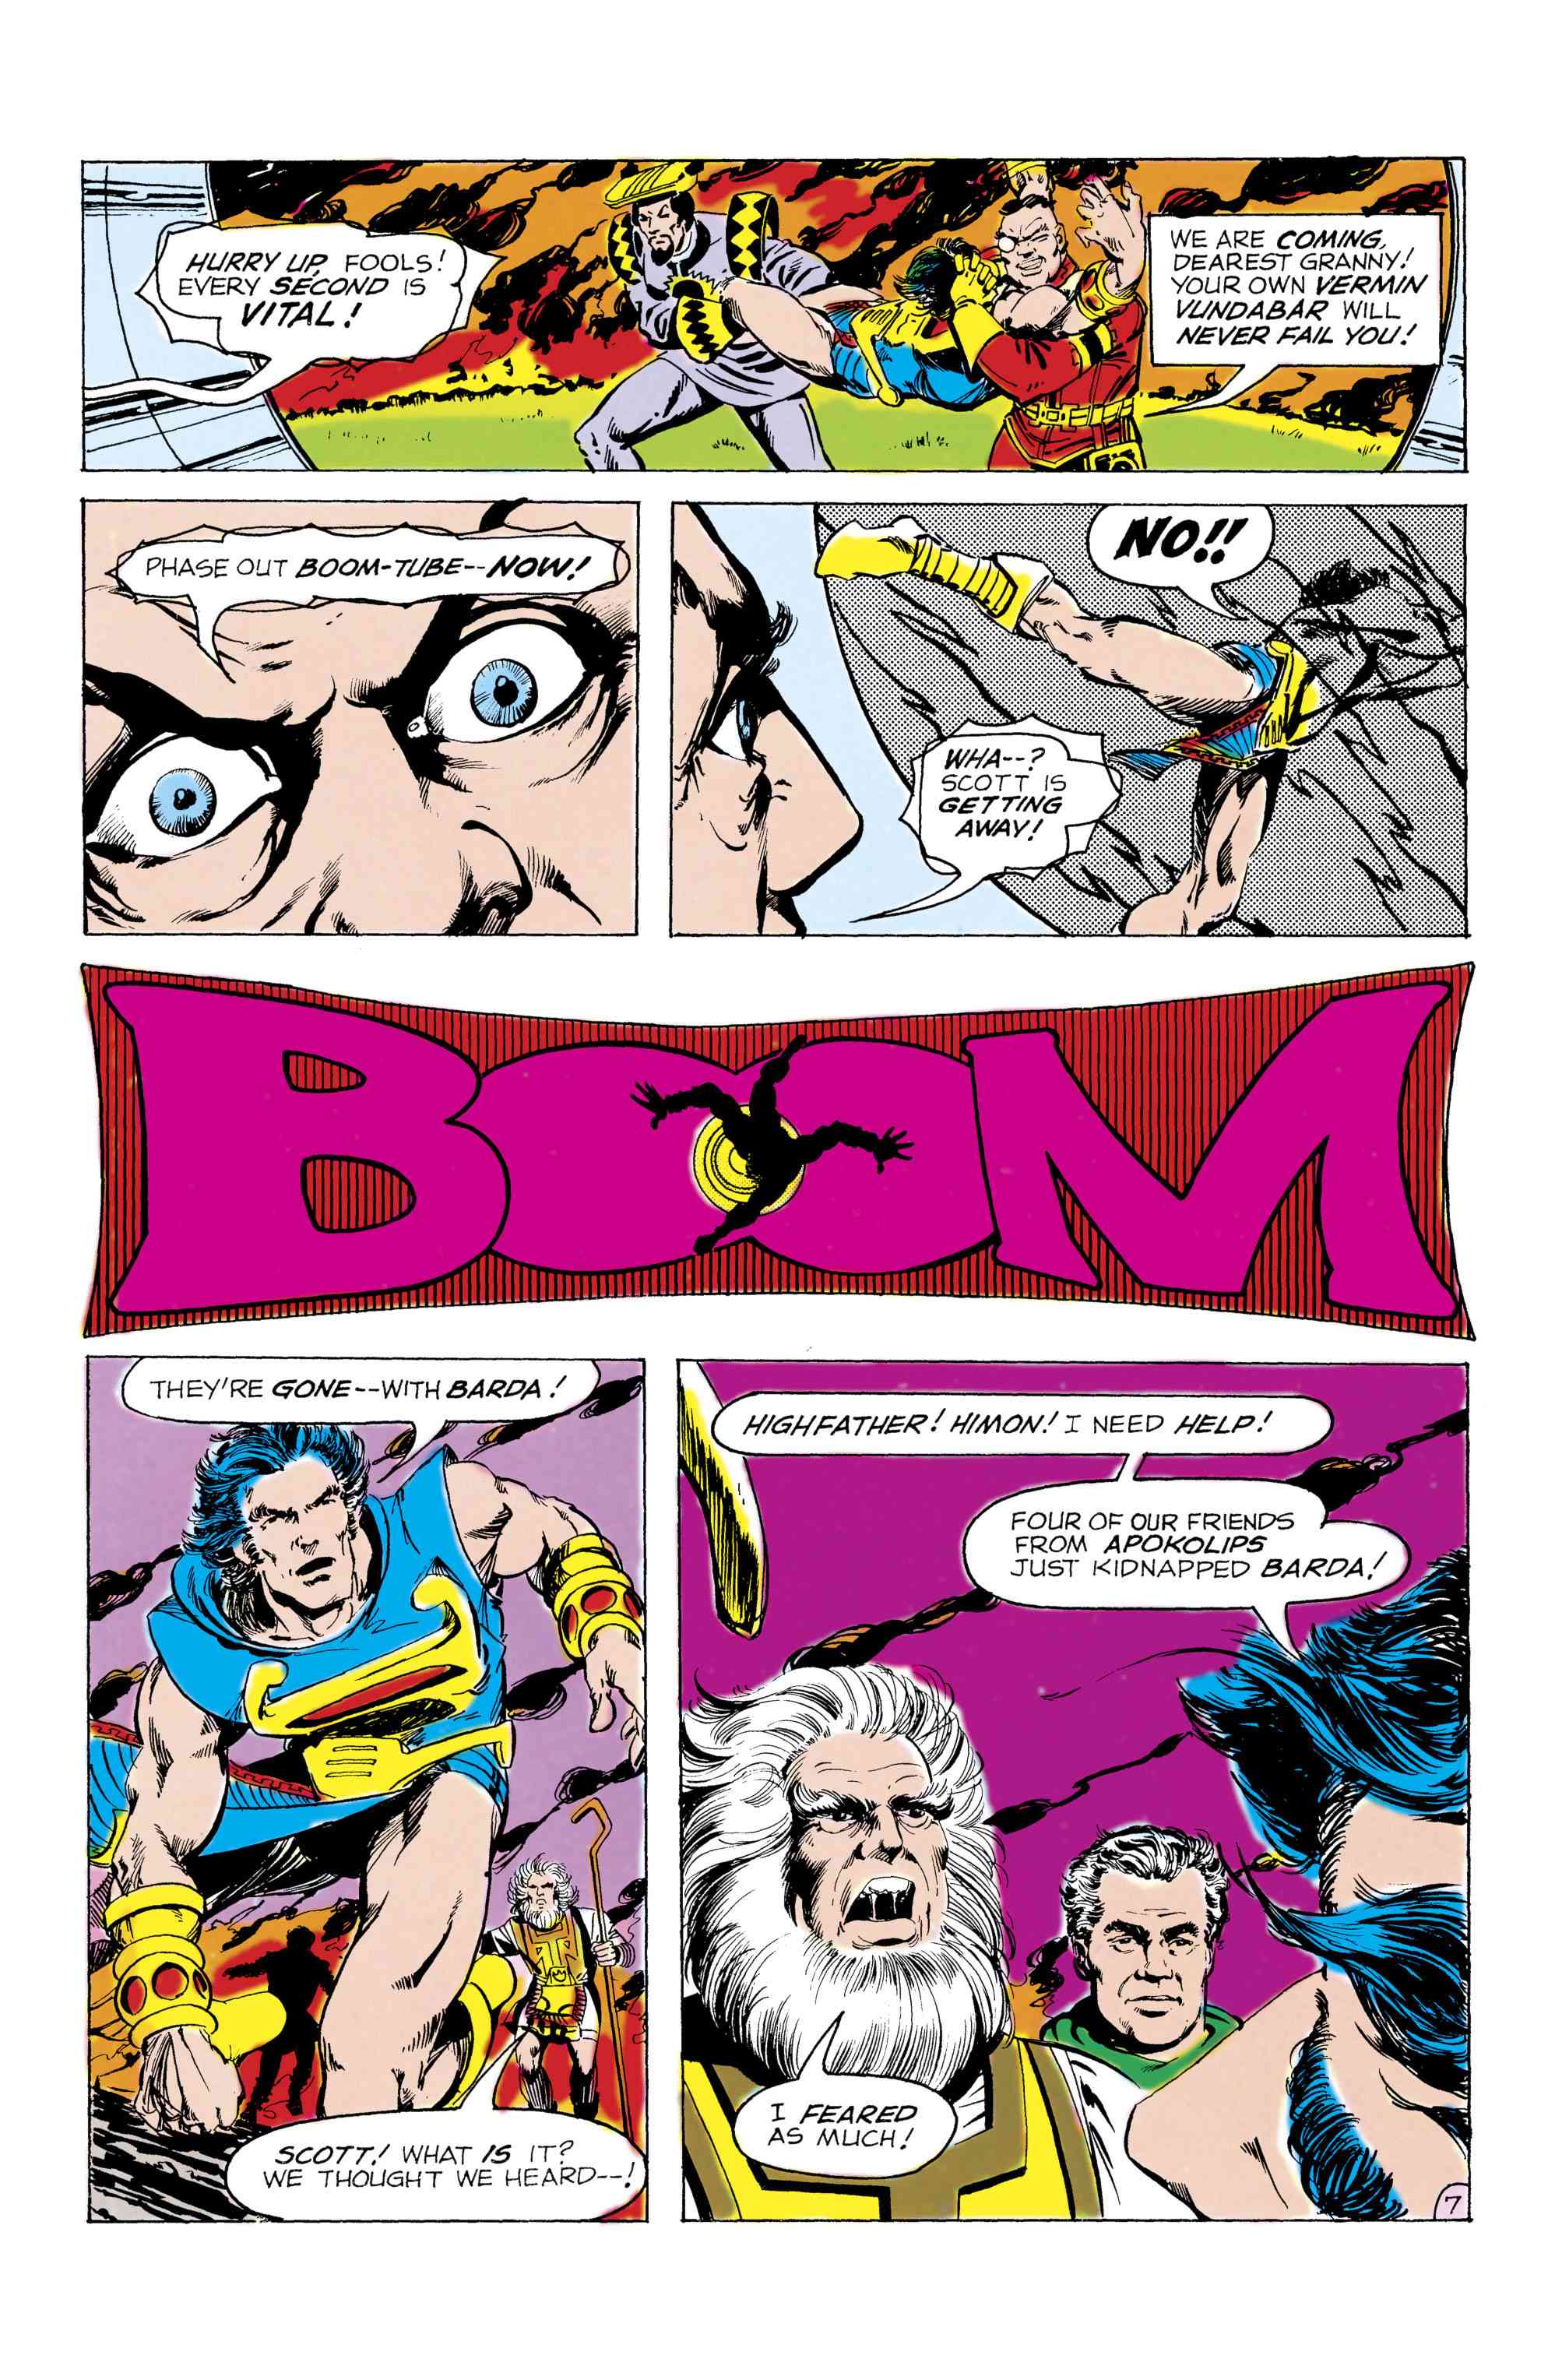 HURRY UP, FOOLS!
EVERY SECOND IS
VITAL!
WE ARE COMING,
DEAREST GRANNY!
YOUR OWN VERMIN
VUNDABAR WILL
NEVER FAIL YOU!
PHASE OUT BOOM-TUBE--NOW!
NO!!
WHA--?
SCOTT IS
GETTING
AWAY!
BOOM
THEY'RE GONE--WITH BARDA!
SCOTT! WHAT IS IT?
WE THOUGHT WE HEARD--!
HIGHFATHER! HIMON! I NEED HELP!
FOUR OF OUR FRIENDS
FROM APOKOLIPS
JUST KIDNAPPED BARDA!
I FEARED
AS MUCH!
7